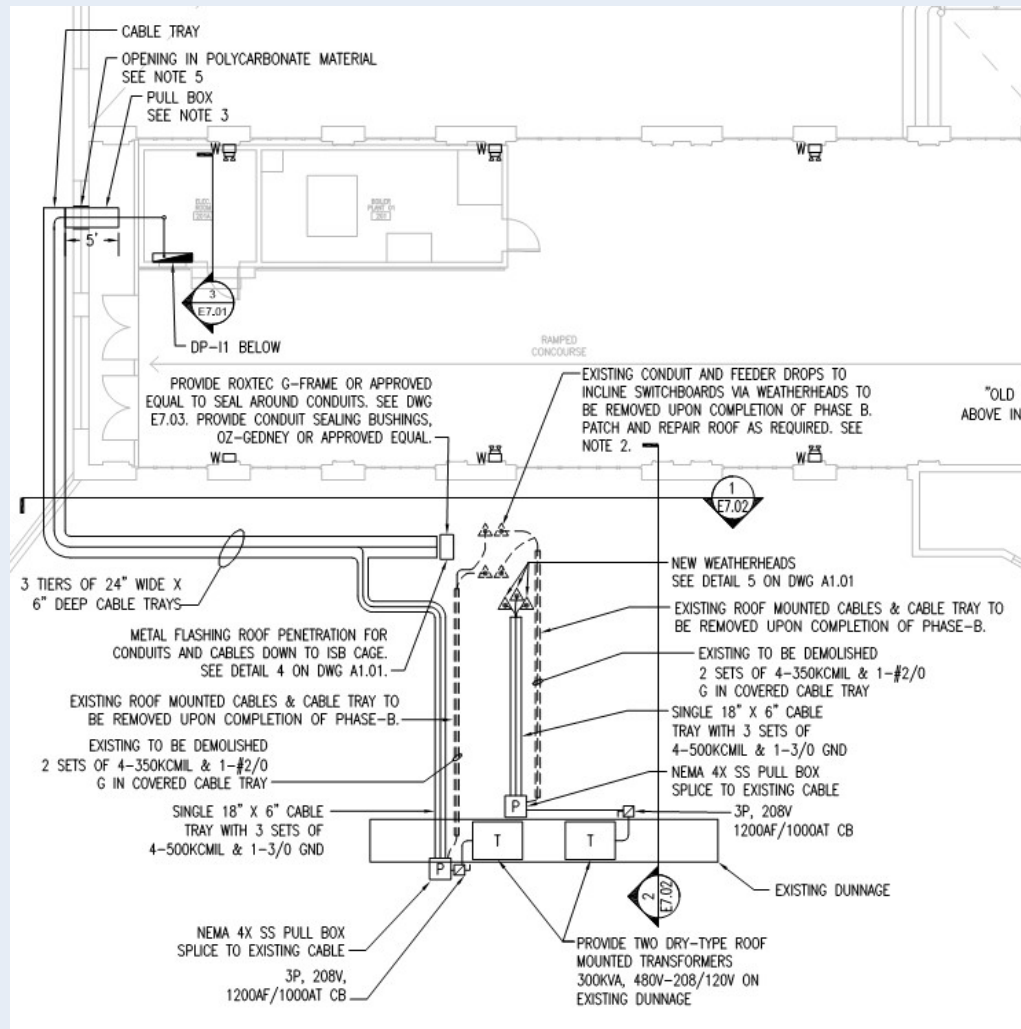 CABLE TRAY
OPENING IN POLYCARBONATE MATERIAL
SEE NOTE 5
PULL BOX
SEE NOTE 3
W
W
W
ELEC
ROOM
201A
BOILER
PLANT 01
201
5'
3
E7.01
DP-I1 BELOW
RAMPED
CONCOURSE
PROVIDE ROXTEC G-FRAME OR APPROVED
EQUAL TO SEAL AROUND CONDUITS. SEE DWG
E7.03. PROVIDE CONDUIT SEALING BUSHINGS,
OZ-GEDNEY OR APPROVED EQUAL.
EXISTING CONDUIT AND FEEDER DROPS TO
INCLINE SWITCHBOARDS VIA WEATHERHEADS TO
BE REMOVED UPON COMPLETION OF PHASE B.
PATCH AND REPAIR ROOF AS REQUIRED. SEE
NOTE 2.
"OLD
ABOVE IN
W
W
W
1
E7.02
3 TIERS OF 24" WIDE X
6" DEEP CABLE TRAYS
NEW WEATHERHEADS
SEE DETAIL 5 ON DWG A1.01
EXISTING ROOF MOUNTED CABLES & CABLE TRAY TO
BE REMOVED UPON COMPLETION OF PHASE-B.
METAL FLASHING ROOF PENETRATION FOR
CONDUITS AND CABLES DOWN TO ISB CAGE.
SEE DETAIL 4 ON DWG A1.01.
EXISTING TO BE DEMOLISHED
2 SETS OF 4-350KCMIL & 1-#2/0
G IN COVERED CABLE TRAY
EXISTING ROOF MOUNTED CABLES & CABLE TRAY TO
BE REMOVED UPON COMPLETION OF PHASE-B.
SINGLE 18" X 6" CABLE
TRAY WITH 3 SETS OF
4-500KCMIL & 1-3/0 GND
EXISTING TO BE DEMOLISHED
2 SETS OF 4-350KCMIL & 1-#2/0
G IN COVERED CABLE TRAY
NEMA 4X SS PULL BOX
SPLICE TO EXISTING CABLE
SINGLE 18" X 6" CABLE
TRAY WITH 3 SETS OF
4-500KCMIL & 1-3/0 GND
P
3P, 208V
1200AF/1000AT CB
T
T
P
EXISTING DUNNAGE
2
E7.02
NEMA 4X SS PULL BOX
SPLICE TO EXISTING CABLE
3P, 208V,
1200AF/1000AT CB
PROVIDE TWO DRY-TYPE ROOF
MOUNTED TRANSFORMERS
300KVA, 480V-208/120V ON
EXISTING DUNNAGE